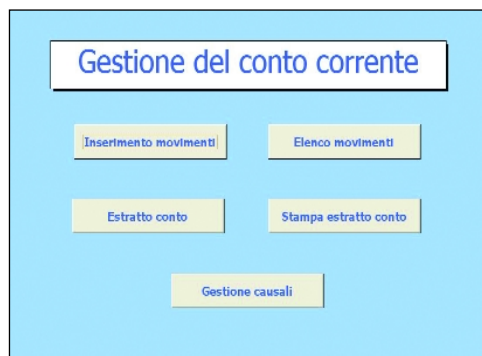 Gestione del conto corrente
Inserimento movimenti
Elenco movimenti
Estratto conto
Stampa estratto conto
Gestione causali